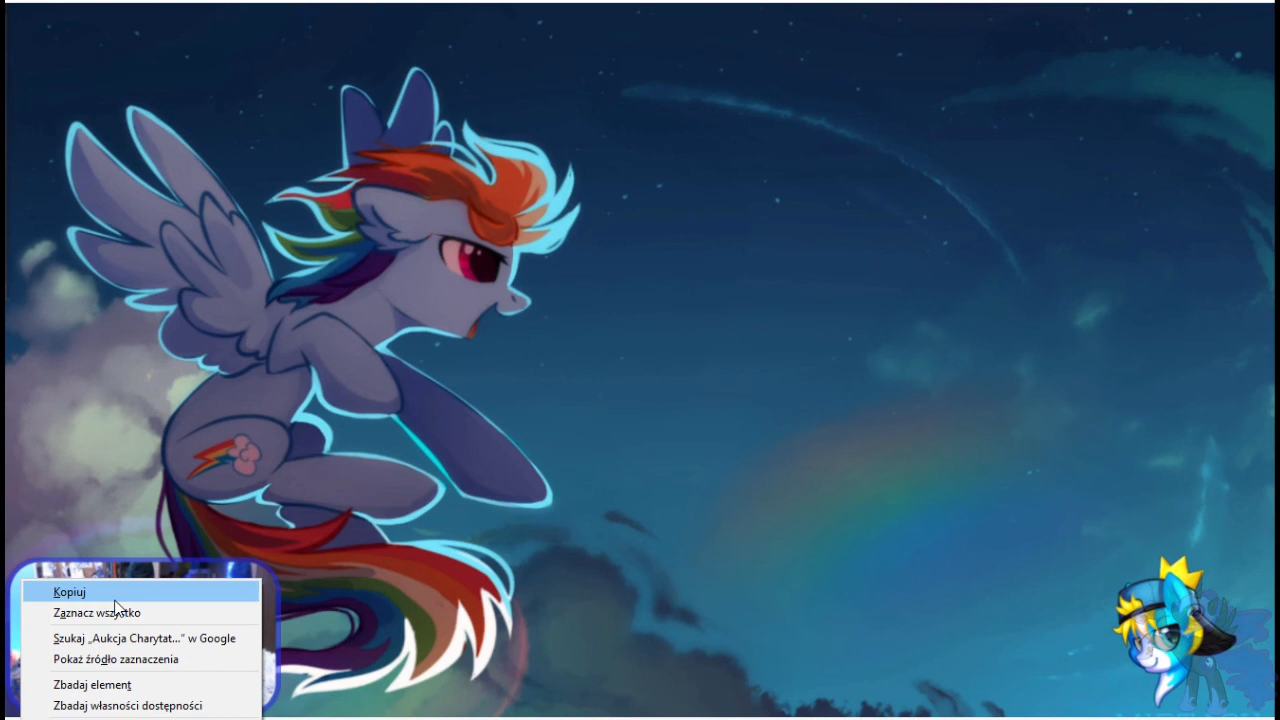 Kopiuj
Zaznacz wszystko
Szukaj „Aukcja Charytat...” w Google
Pokaż źródło zaznaczenia
Zbadaj element
Zbadaj własności dostępności